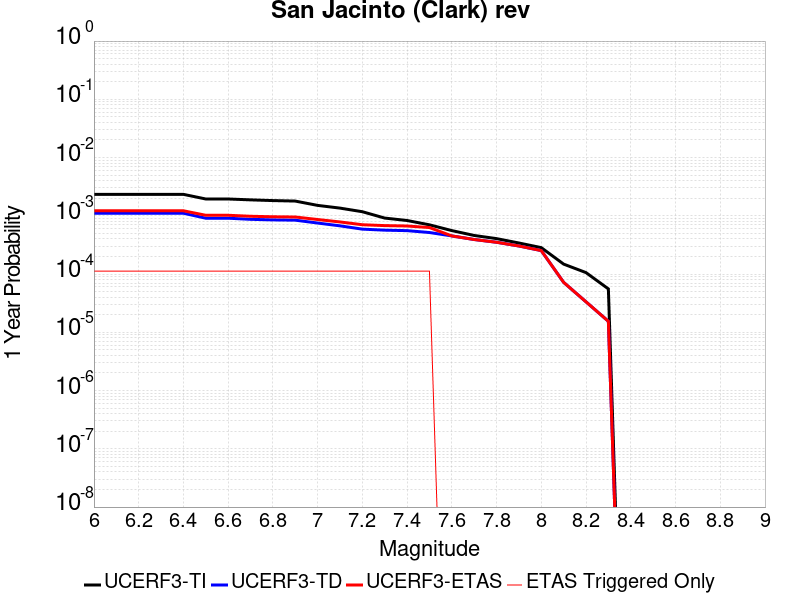 San Jacinto (Clark) rev
10^0
10^-1
10^-2
10^-3
10^-4
10^-5
10^-6
10^-7
10^-8
1 Year Probability
6 6.2 6.4 6.6 6.8 7 7.2 7.4 7.6 7.8 8 8.2 8.4 8.6 8.8 9
Magnitude
UCERF3-TI UCERF3-TD UCERF3-ETAS ETAS Triggered Only